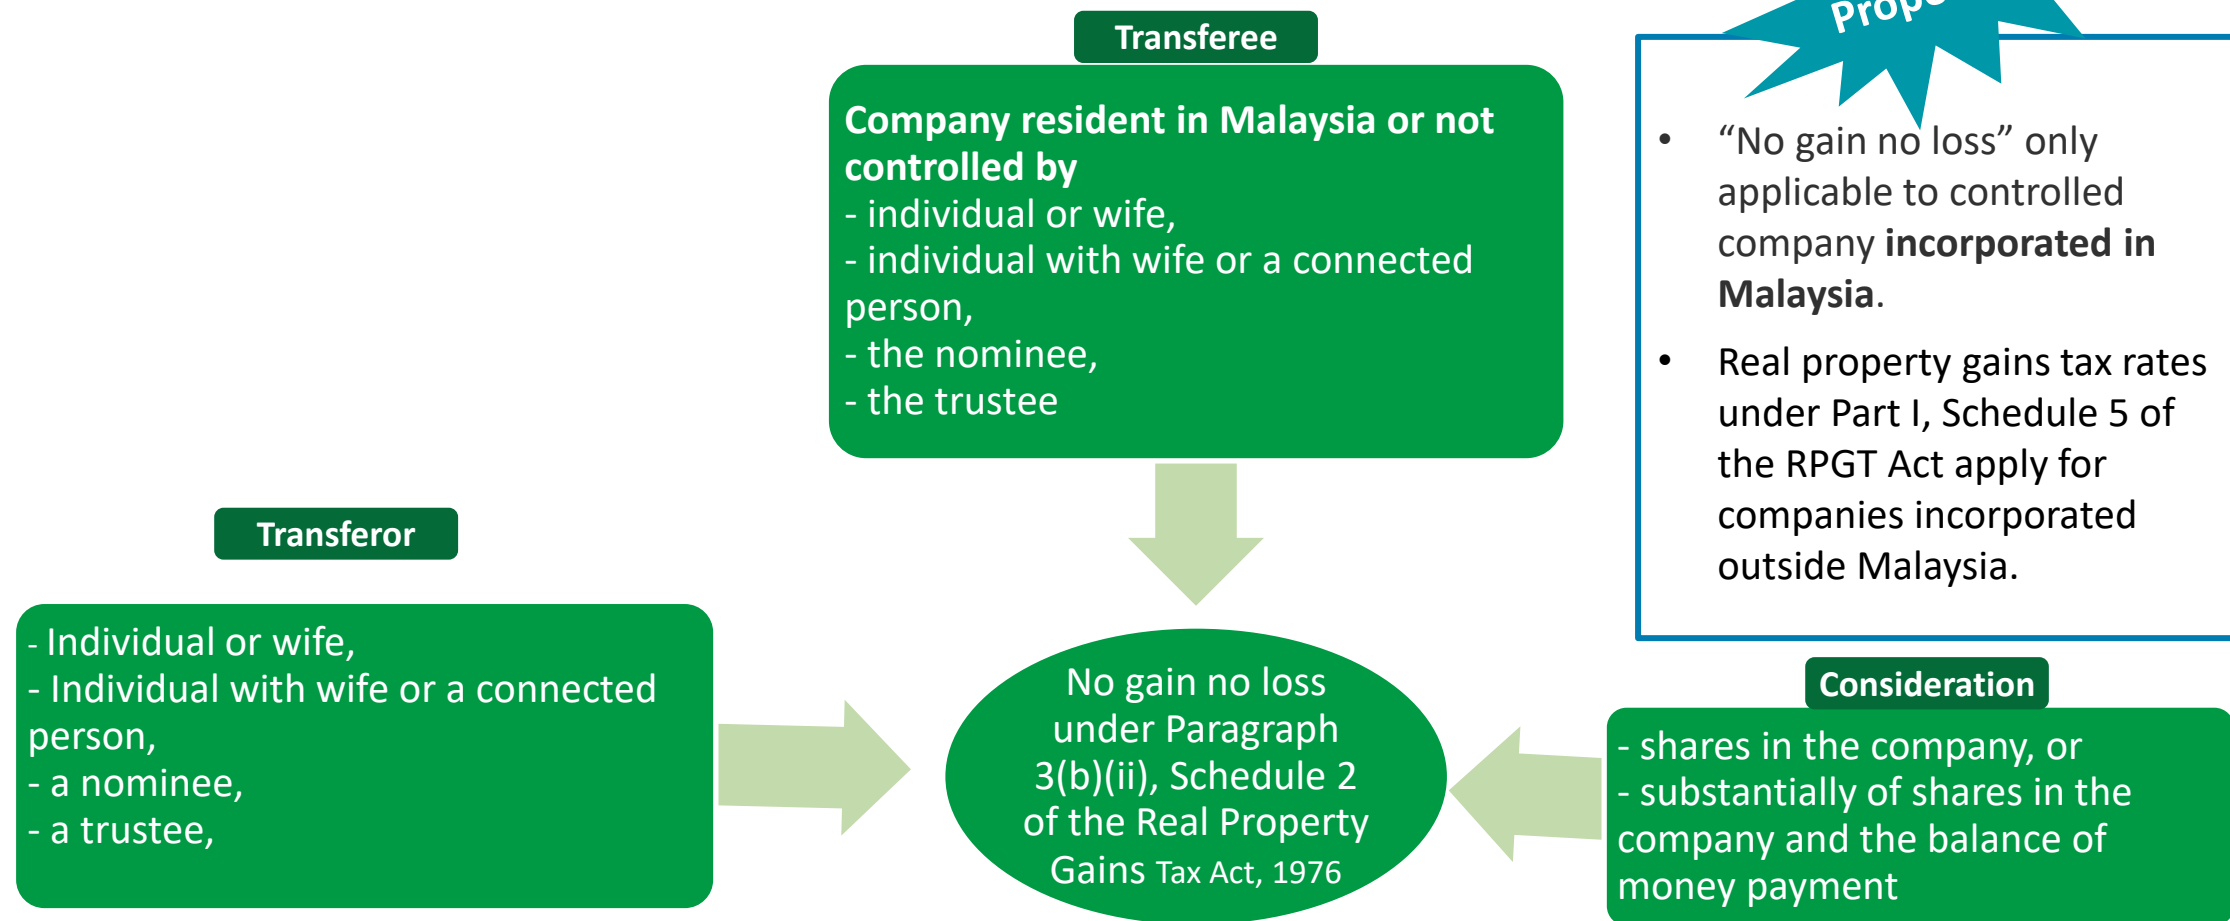 Transferee
Company resident in Malaysia or not
controlled by
- individual or wife,
- individual with wife or a connected
person,
- the nominee,
- the trustee
Transferor
- Individual or wife,
- Individual with wife or a connected
person,
- a nominee,
- a trustee,
No gain no loss
under Paragraph
3(b)(ii), Schedule 2
of the Real Property
Gains Tax Act, 1976
• “No gain no loss” only
applicable to controlled
company incorporated in
Malaysia.
• Real property gains tax rates
under Part I, Schedule 5 of
the RPGT Act apply for
companies incorporated
outside Malaysia.
Consideration
- shares in the company, or
- substantially of shares in the
company and the balance of
money payment